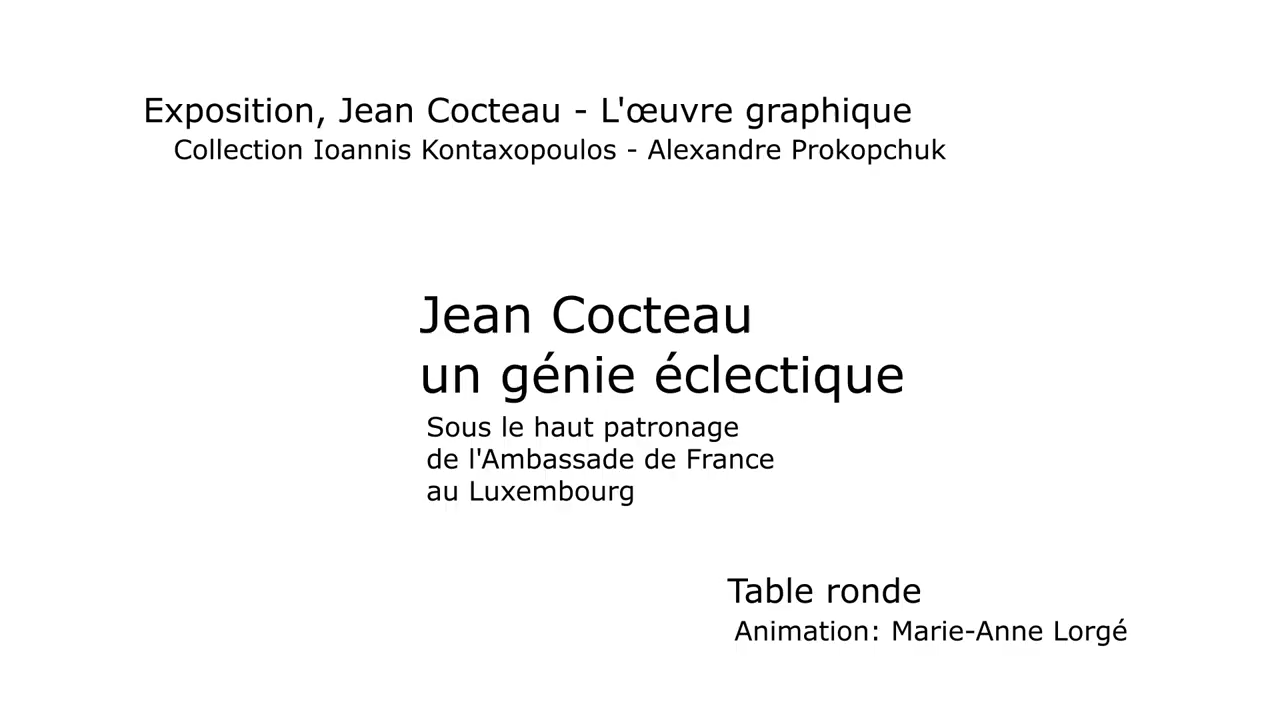 Exposition, Jean Cocteau - L'œuvre graphique
Collection Ioannis Kontaxopoulos - Alexandre Prokopchuk
Jean Cocteau
un génie éclectique
Sous le haut patronage
de l'Ambassade de France
au Luxembourg
Table ronde
Animation: Marie-Anne Lorgé